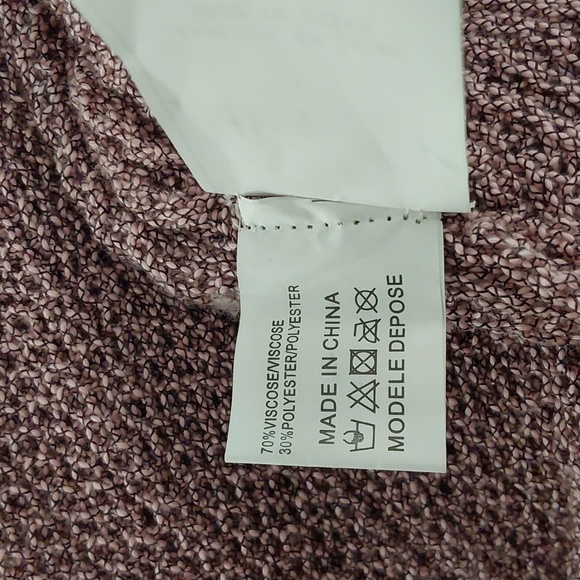 70%VISCOSE/VISCOSE
30%POLYESTER/POLYESTER
MADE IN CHINA
MODELE DEPOSE